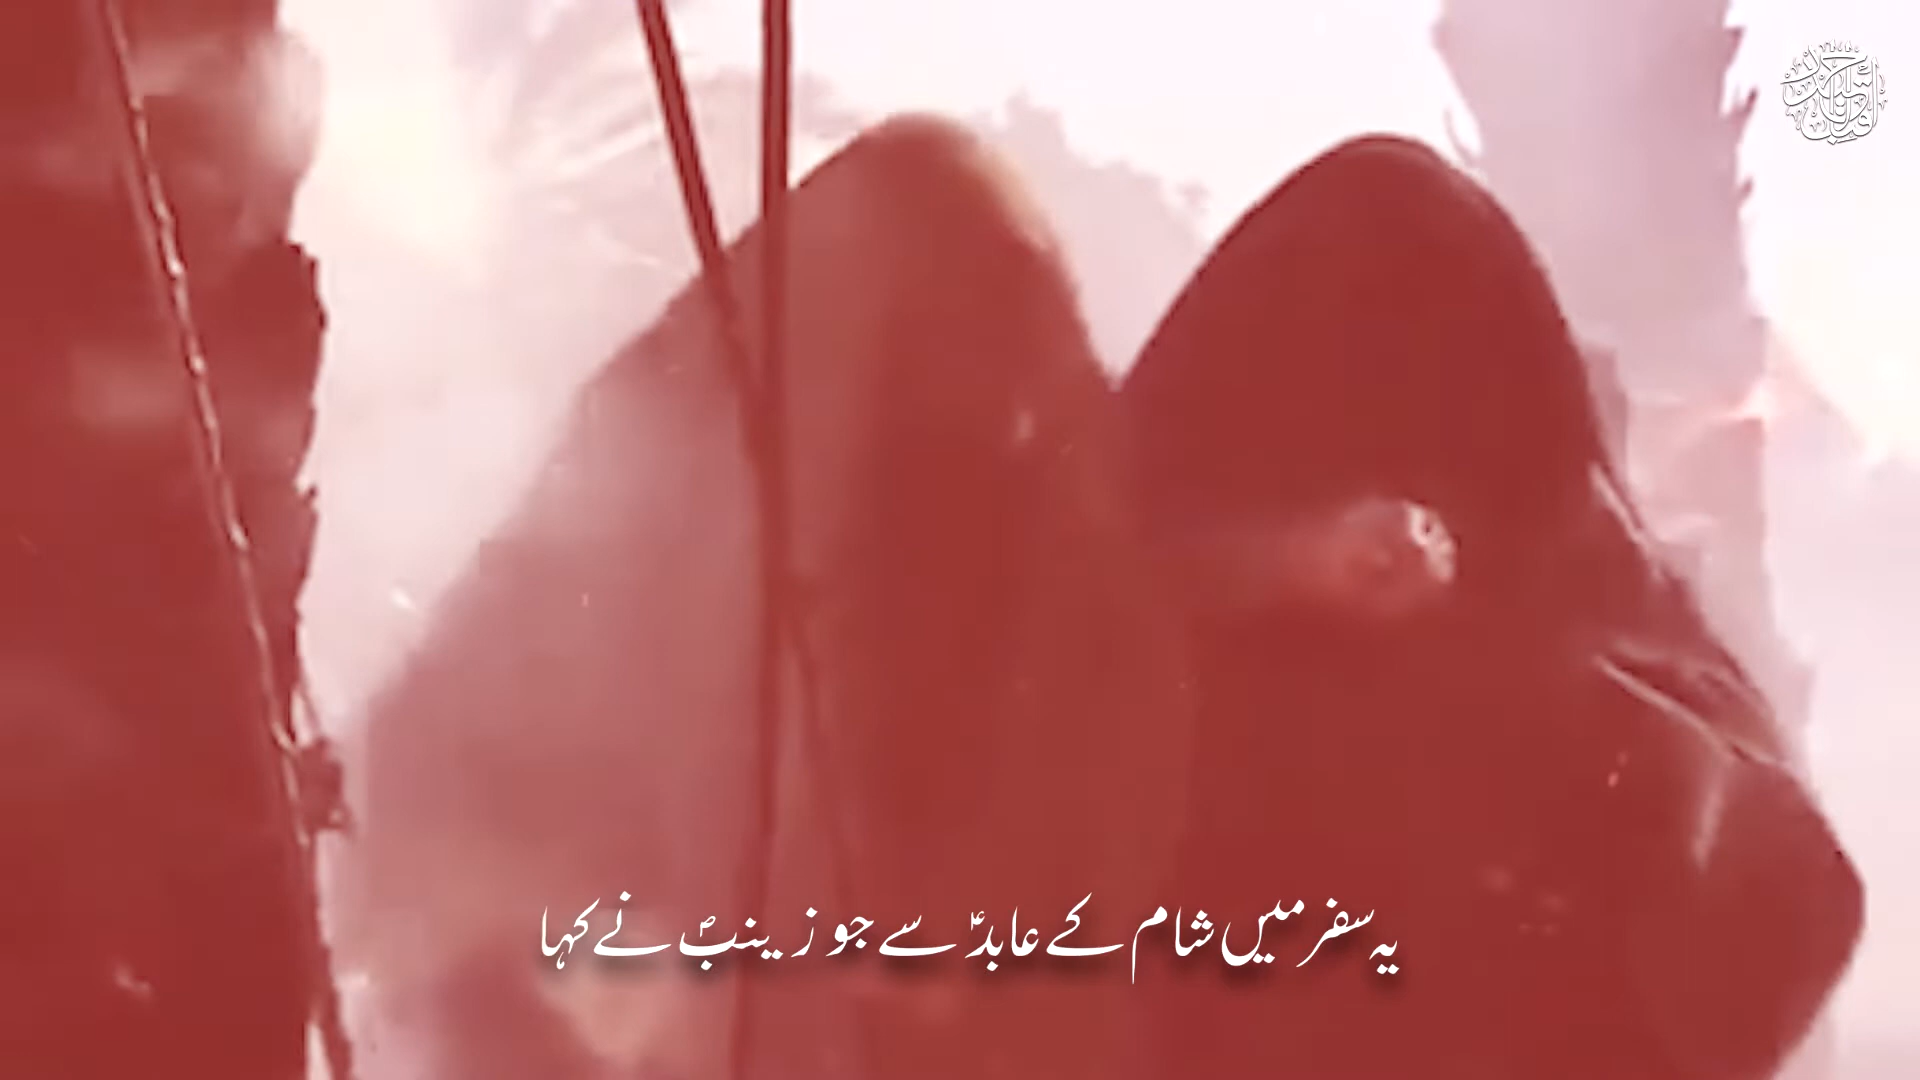 یہ سفر میں شام کے عابدؑ سے جو زینبؑ نے کہا